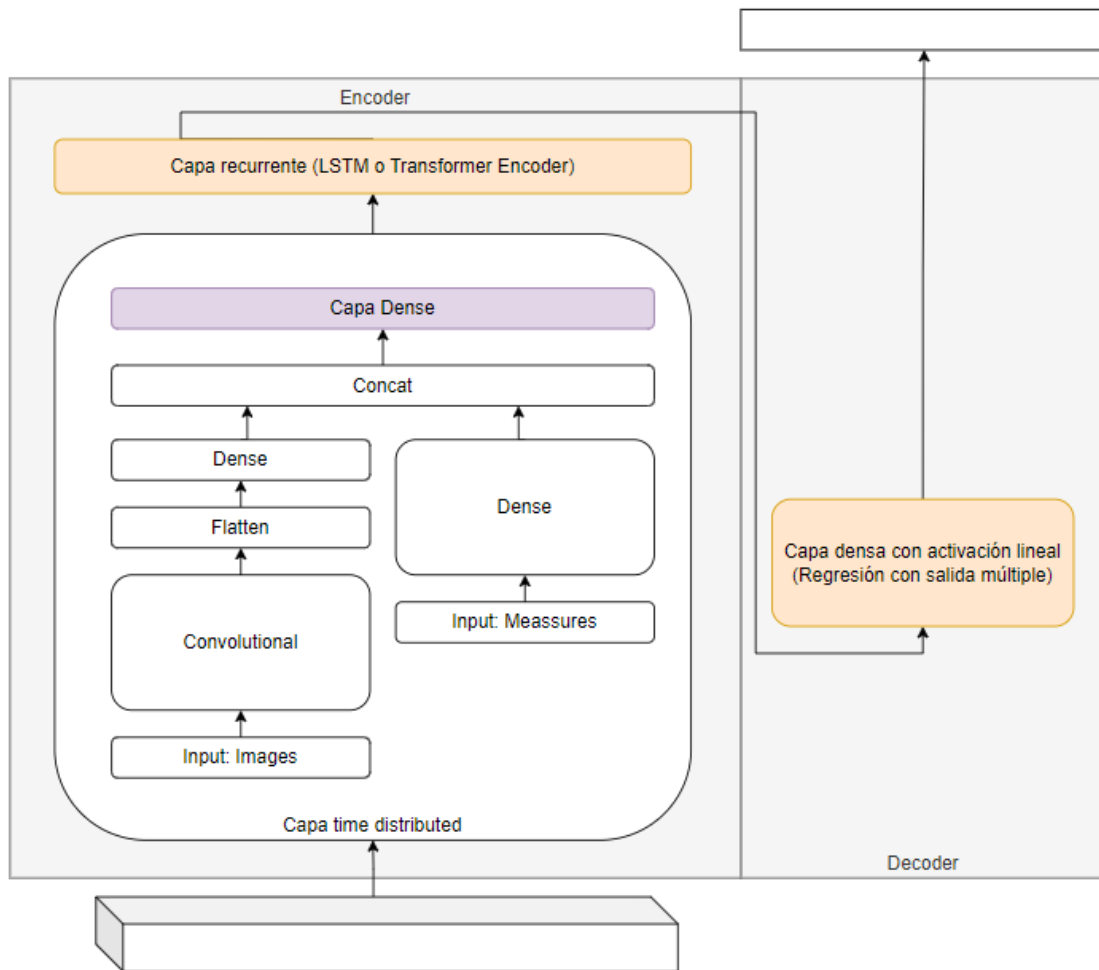 Encoder
Capa recurrente (LSTM o Transformer Encoder)
Capa Dense
Concat
Dense
Flatten
Convolutional
Input: Images
Dense
Input: Meassures
Capa time distributed
Capa densa con activación lineal
(Regresión con salida múltiple)
Decoder